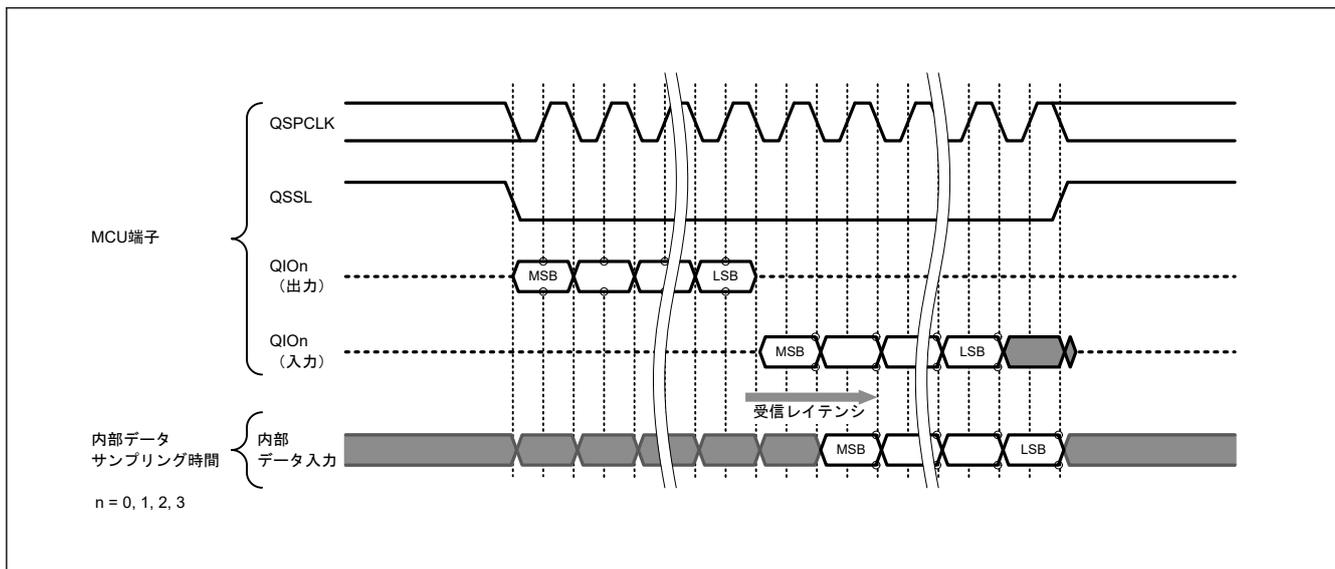 QSPCLK
QSSL
MCU端子
QIOn
（出力）
MSB
LSB
QIOn
（入力）
MSB
LSB
受信レイテンシ
内部データ
サンプリング時間
内部
データ入力
MSB
LSB
n = 0, 1, 2, 3